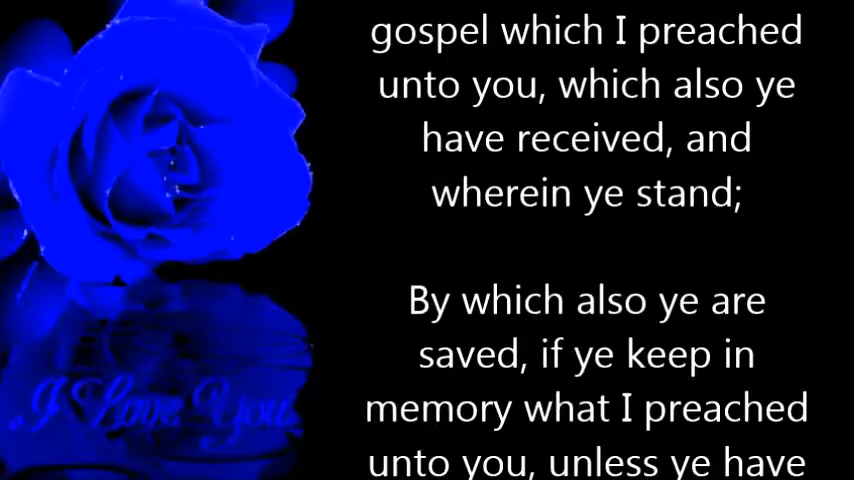 gospel which I preached
unto you, which also ye
have received, and
wherein ye stand;
By which also ye are
saved, if ye keep in
memory what I preached
unto you, unless ye have
I Love You